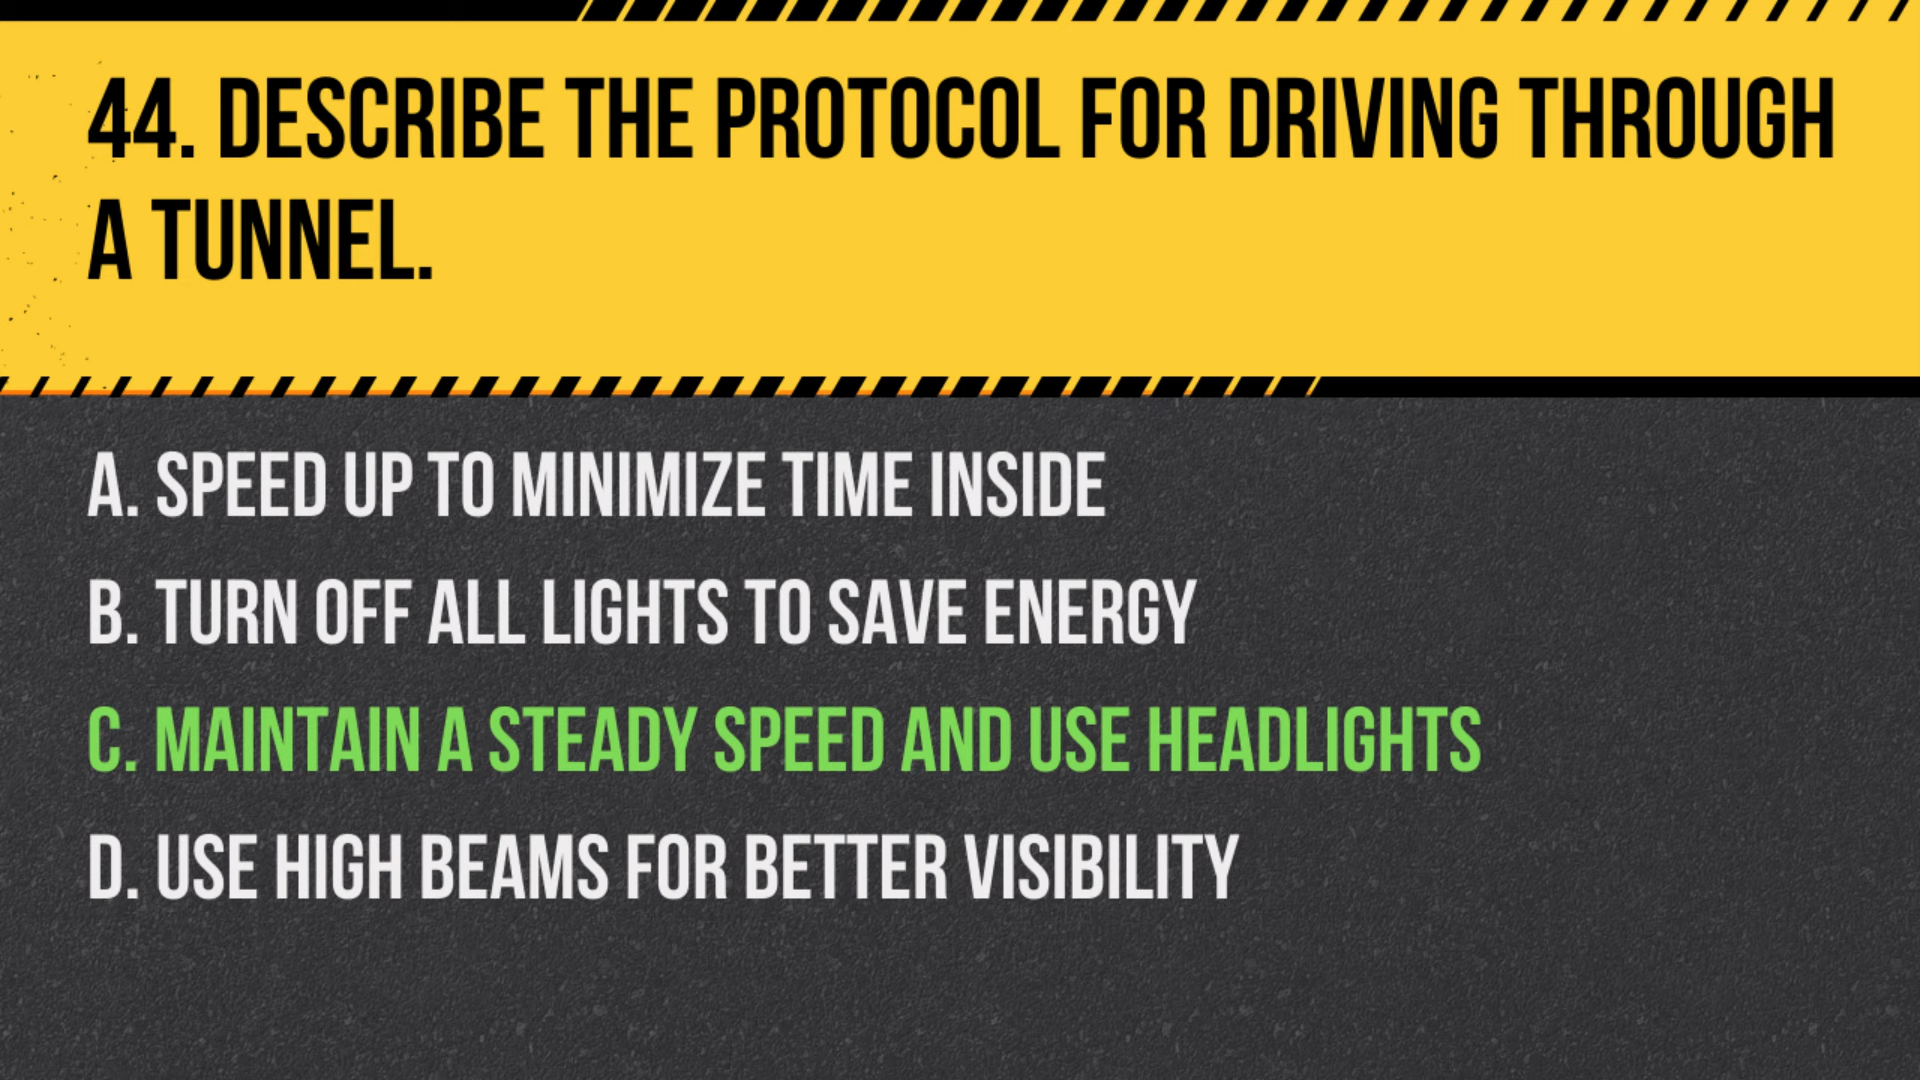 44. DESCRIBE THE PROTOCOL FOR DRIVING THROUGH
A TUNNEL.
A. SPEED UP TO MINIMIZE TIME INSIDE
B. TURN OFF ALL LIGHTS TO SAVE ENERGY
C. MAINTAIN A STEADY SPEED AND USE HEADLIGHTS
D. USE HIGH BEAMS FOR BETTER VISIBILITY